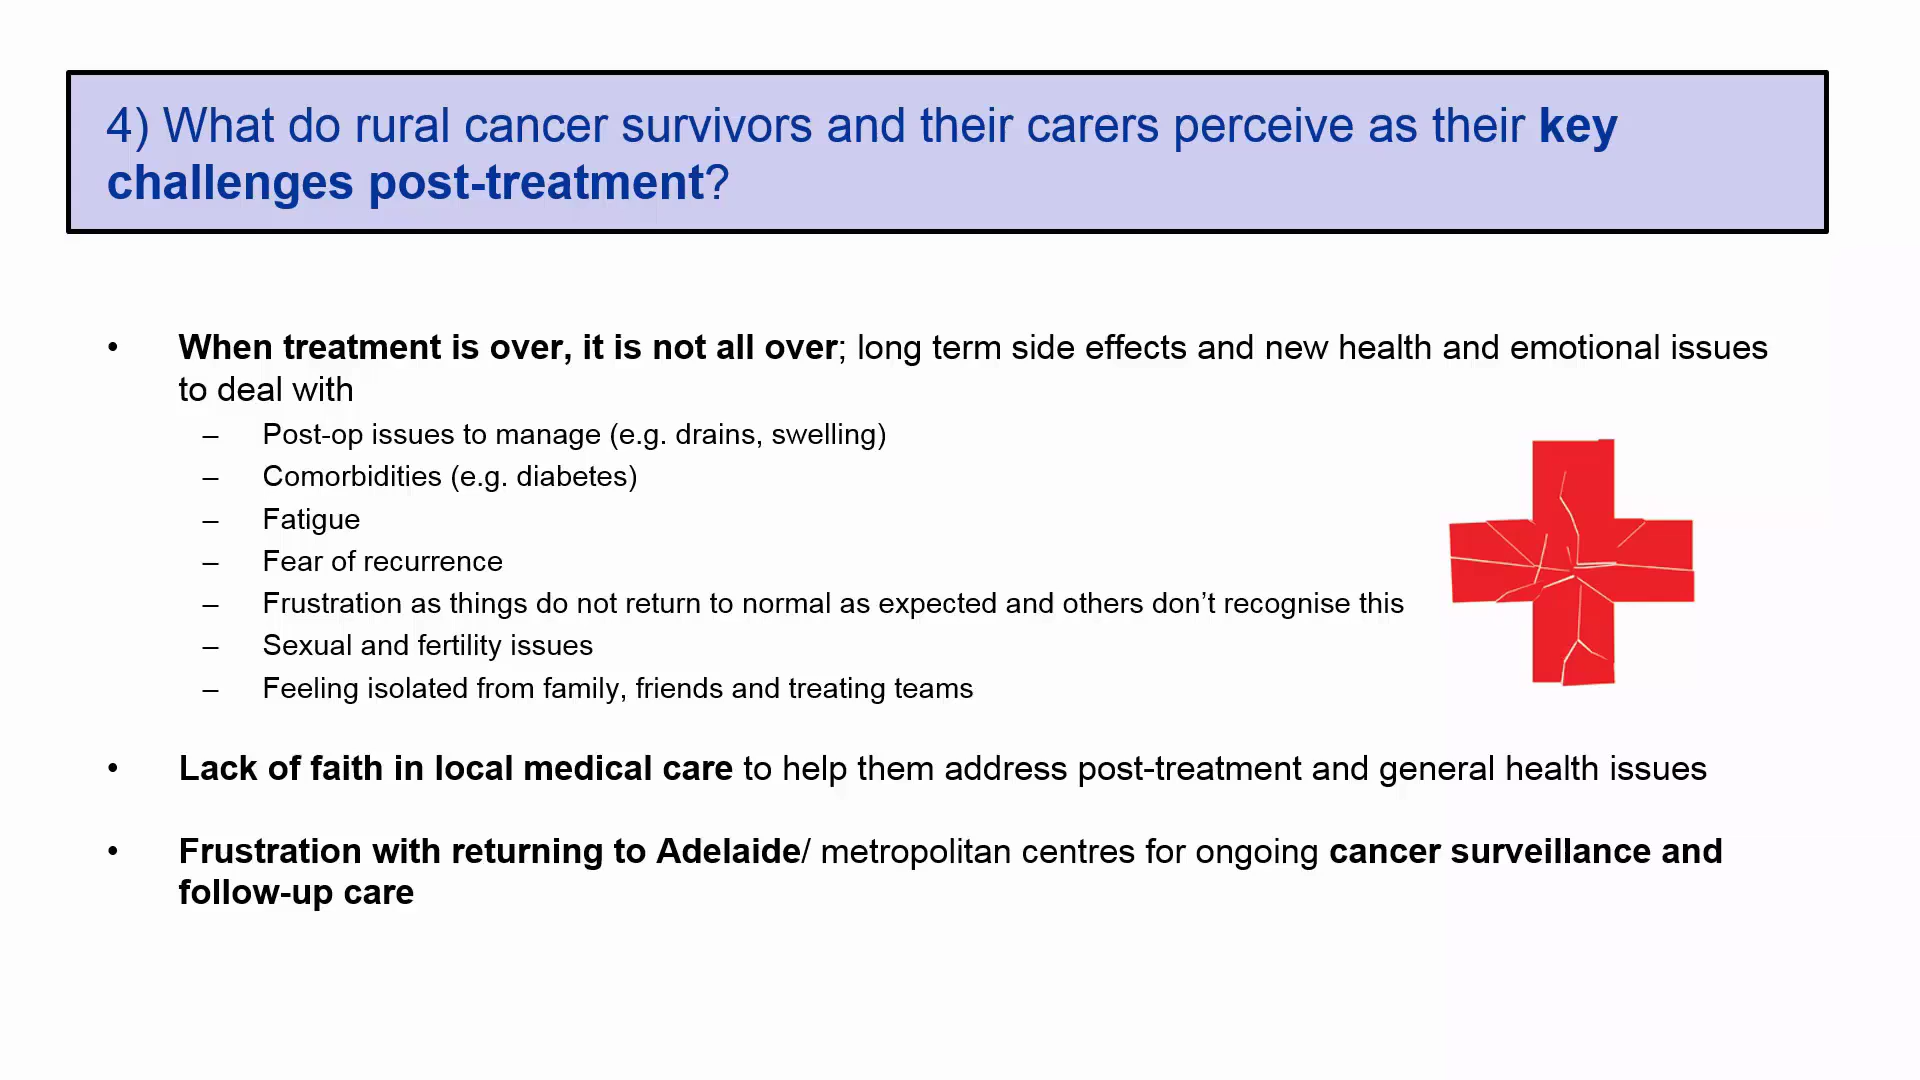 4) What do rural cancer survivors and their carers perceive as their key
challenges post-treatment?
• When treatment is over, it is not all over; long term side effects and new health and emotional issues
to deal with
– Post-op issues to manage (e.g. drains, swelling)
– Comorbidities (e.g. diabetes)
– Fatigue
– Fear of recurrence
– Frustration as things do not return to normal as expected and others don’t recognise this
– Sexual and fertility issues
– Feeling isolated from family, friends and treating teams
• Lack of faith in local medical care to help them address post-treatment and general health issues
• Frustration with returning to Adelaide/ metropolitan centres for ongoing cancer surveillance and
follow-up care